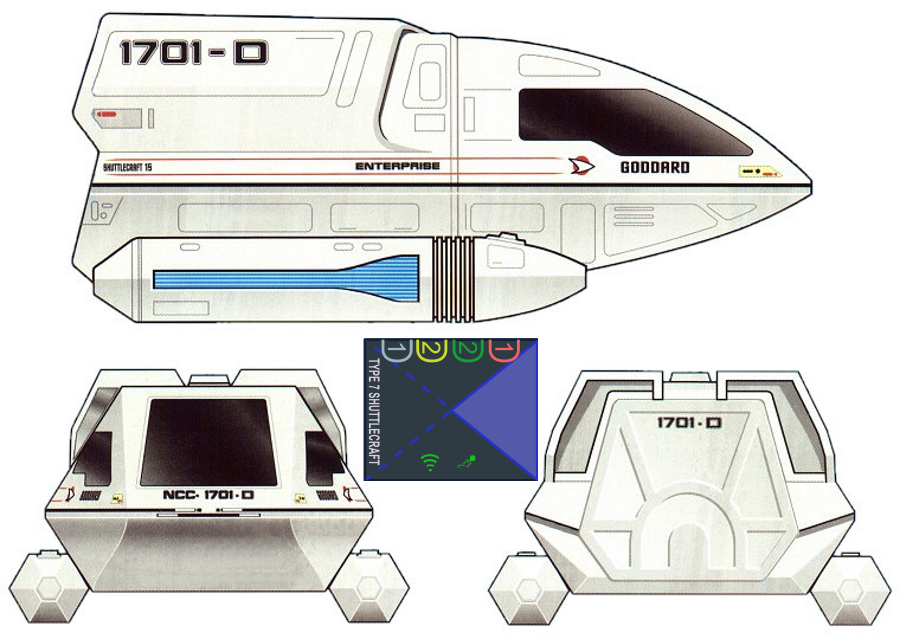 1701-D
SHUTTLECRAFT 15
ENTERPRISE
GODDARD
1
2
2
1
TYPE 7 SHUTTLECRAFT
NCC-1701-D
1701-D